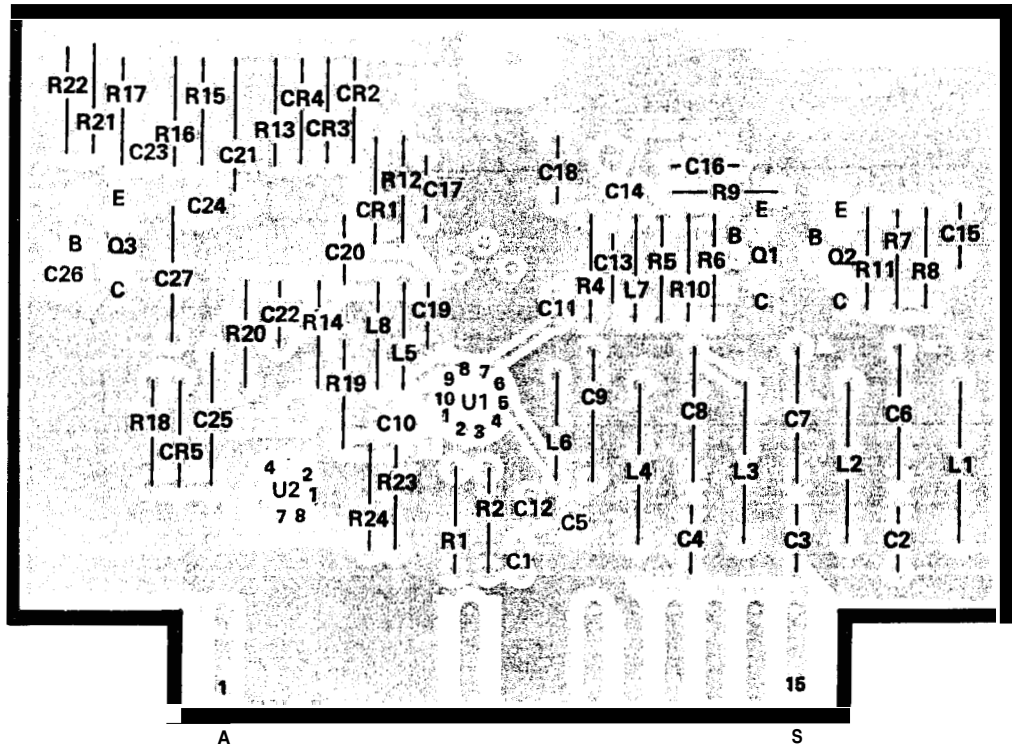 R22 R17 R15 CR4 CR2
R21 R16 R13 CR3
C23 C21
C18 C16
R12 C17 C14 R9
E C24 CR1 E E
B Q3 C20 C13 R5 R6 B Q1 B Q2 R7 C15
C26 C27 R4 L7 R10 R11 R8
C C C
R20 C22 R14 L8 C19 C11
L5
8 7
R19 9 6
10 U1 5
1 4
2 3
C9 C8 C7 C6
R18 C25 C10
CR5 L6 L4 L3 L2 L1
4 2
U2 1
7 8
R23 R2 C12
R24 C5
R1 C4 C3 C2
C1
1 15
A S